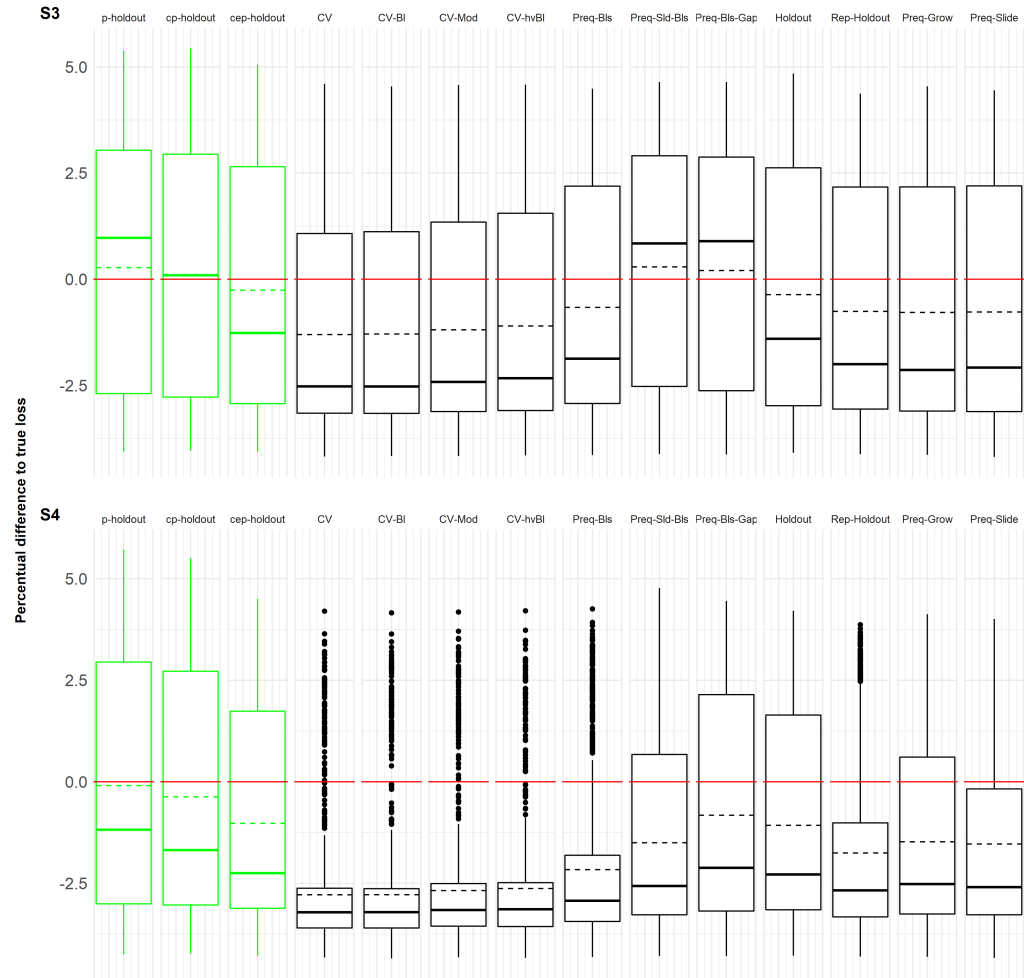 S3
p-holdout cp-holdout cep-holdout CV CV-Bl CV-Mod CV-hvBl Preq-Bls Preq-Sld-Bls Preq-Bls-Gap Holdout Rep-Holdout Preq-Grow Preq-Slide
5.0
2.5
0.0
-2.5
Percentual difference to true loss
S4
p-holdout cp-holdout cep-holdout CV CV-Bl CV-Mod CV-hvBl Preq-Bls Preq-Sld-Bls Preq-Bls-Gap Holdout Rep-Holdout Preq-Grow Preq-Slide
5.0
2.5
0.0
-2.5